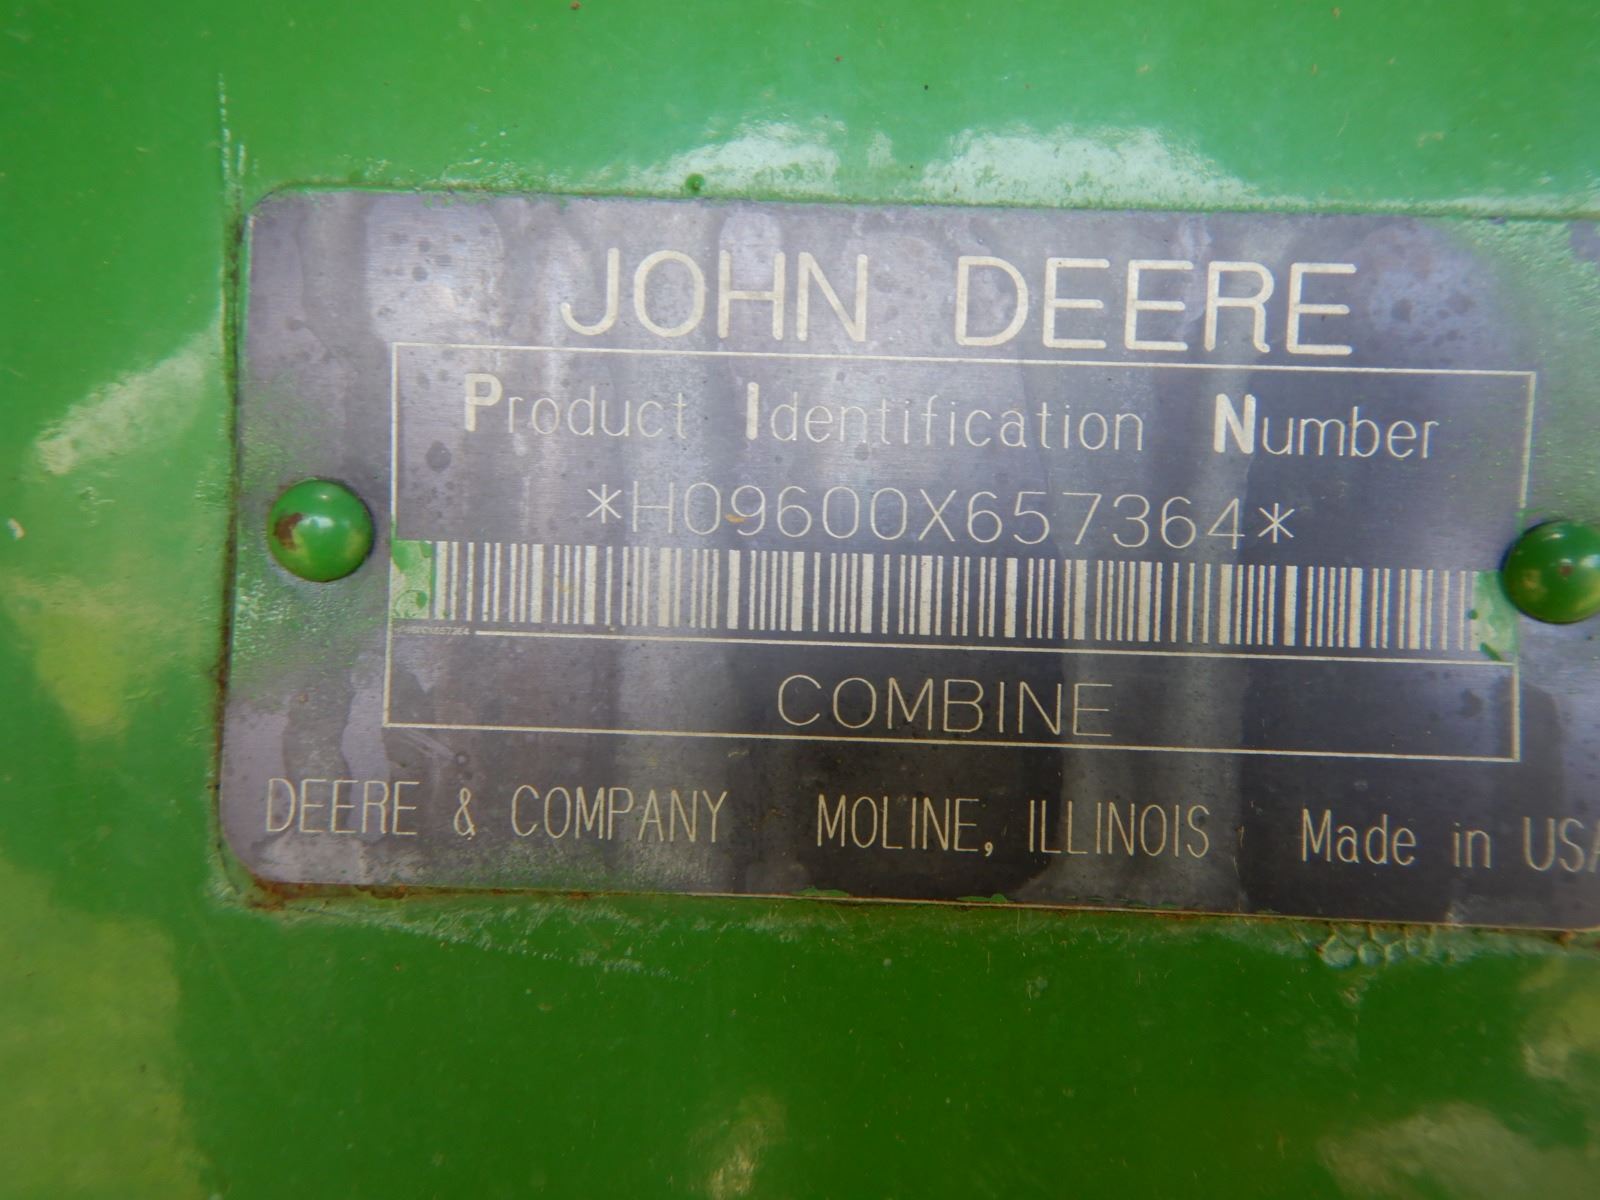 JOHN DEERE
Product Identification Number
*H09600X657364*
COMBINE
DEERE & COMPANY MOLINE, ILLINOIS Made in USA